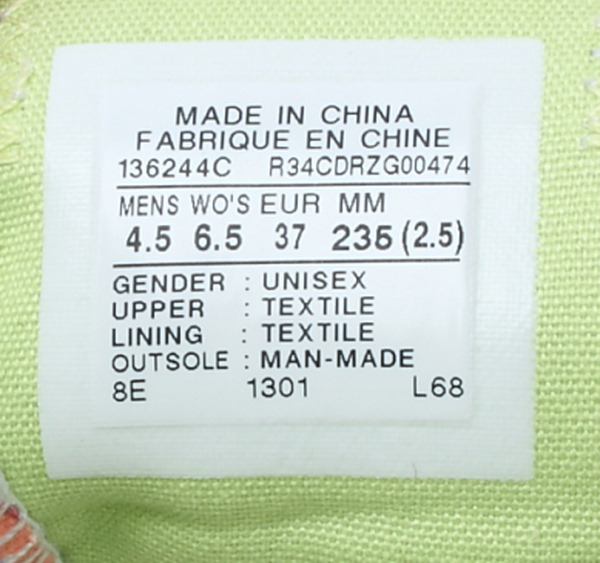 MADE IN CHINA
FABRIQUE EN CHINE
136244C R34CDRZG00474
MENS WO'S EUR MM
4.5 6.5 37 235 (2.5)
GENDER : UNISEX
UPPER : TEXTILE
LINING : TEXTILE
OUTSOLE : MAN-MADE
8E 1301 L68